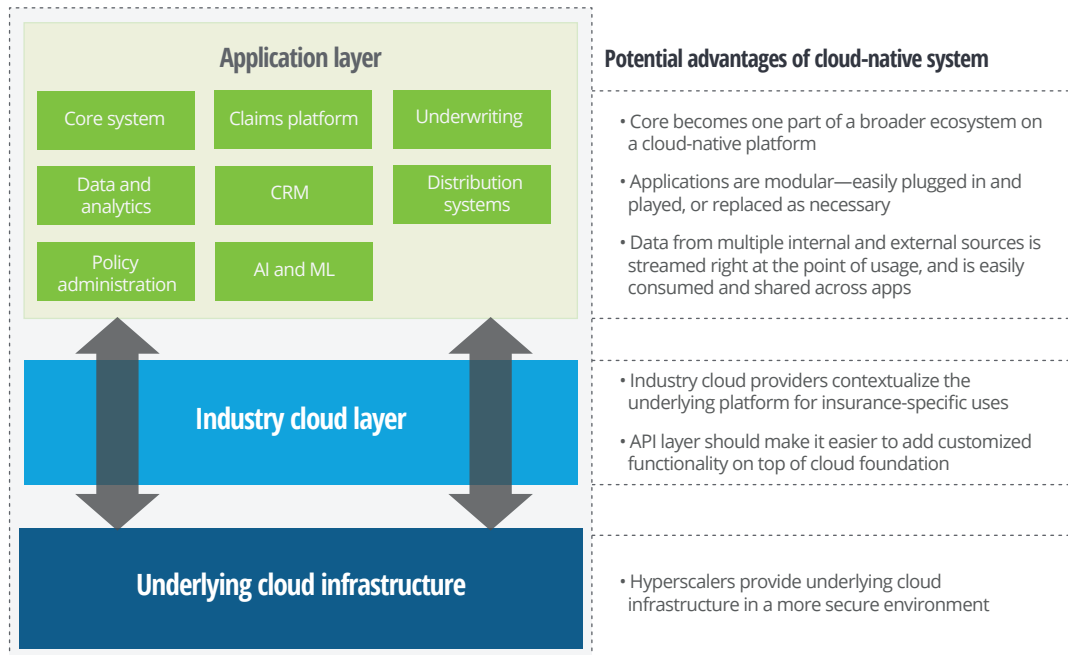 Application layer
Core system
Claims platform
Underwriting
Data and
analytics
CRM
Distribution
systems
Policy
administration
AI and ML
Industry cloud layer
Underlying cloud infrastructure
Potential advantages of cloud-native system
• Core becomes one part of a broader ecosystem on
a cloud-native platform
• Applications are modular—easily plugged in and
played, or replaced as necessary
• Data from multiple internal and external sources is
streamed right at the point of usage, and is easily
consumed and shared across apps
• Industry cloud providers contextualize the
underlying platform for insurance-specific uses
• API layer should make it easier to add customized
functionality on top of cloud foundation
• Hyperscalers provide underlying cloud
infrastructure in a more secure environment